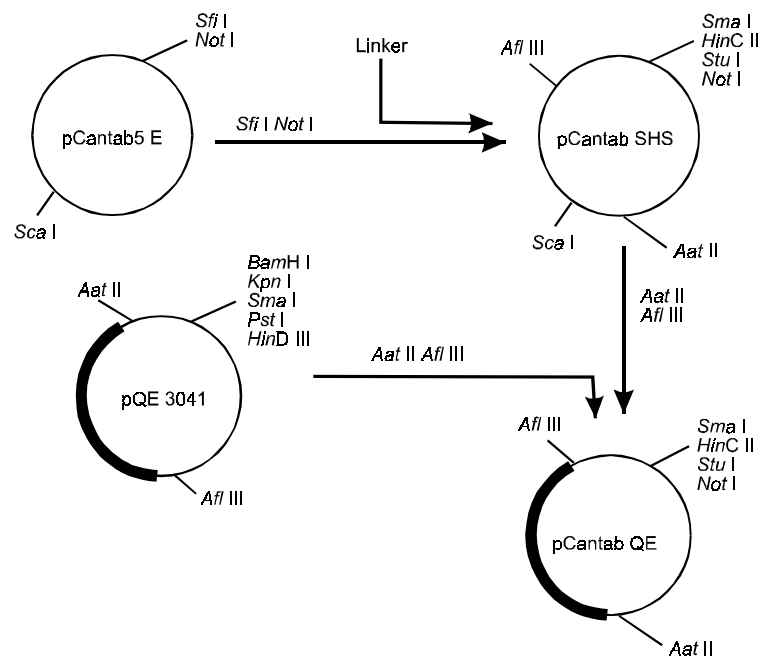 Sfi I
Not I
pCantab5 E
Sca I
Sfi I Not I
Linker
Afl III
Sma I
HinC II
Stu I
Not I
pCantab SHS
Sca I
Aat II
Aat II
Afl III
Aat II
BamH I
Kpn I
Sma I
Pst I
HinD III
pQE 3041
Afl III
Aat II Afl III
Afl III
Sma I
HinC II
Stu I
Not I
pCantab QE
Aat II